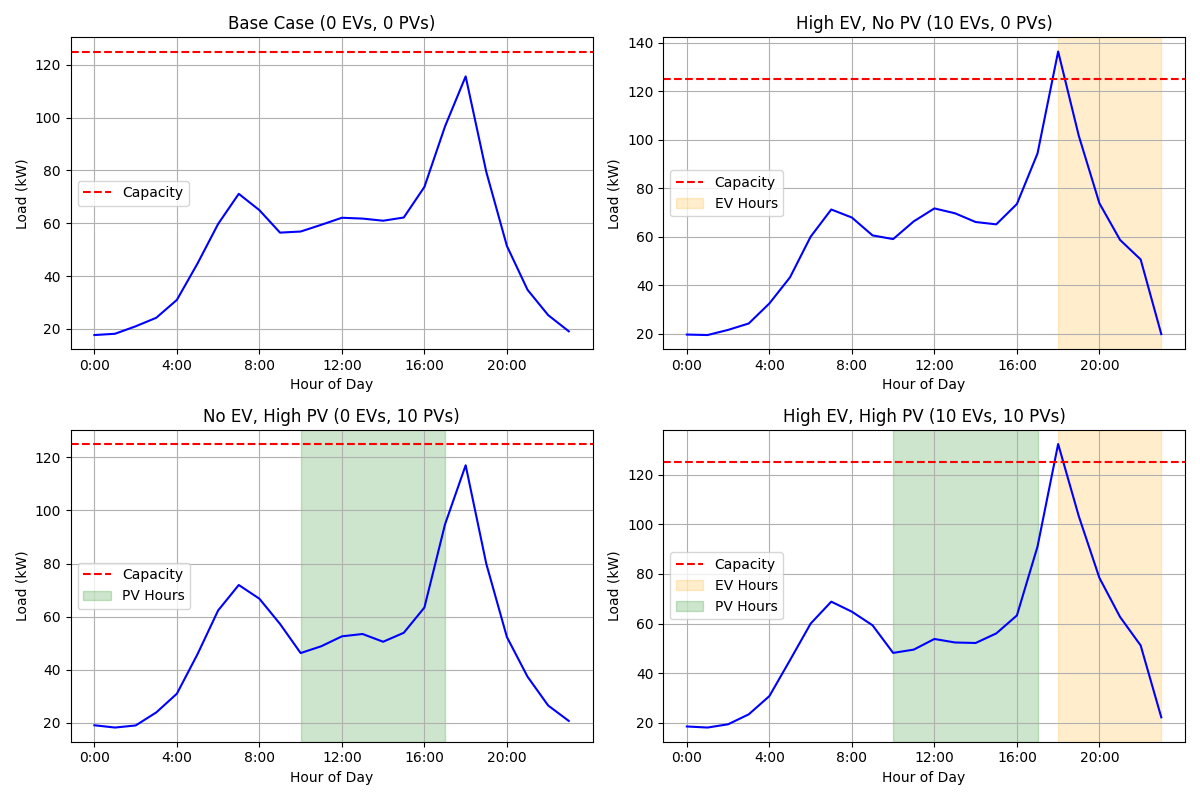 Base Case (0 EVs, 0 PVs)
120
100
80
60
40
20
Load (kW)
Capacity
0:00 4:00 8:00 12:00 16:00 20:00
Hour of Day
High EV, No PV (10 EVs, 0 PVs)
140
120
100
80
60
40
20
Load (kW)
Capacity
EV Hours
0:00 4:00 8:00 12:00 16:00 20:00
Hour of Day
No EV, High PV (0 EVs, 10 PVs)
120
100
80
60
40
20
Load (kW)
Capacity
PV Hours
0:00 4:00 8:00 12:00 16:00 20:00
Hour of Day
High EV, High PV (10 EVs, 10 PVs)
120
100
80
60
40
20
Load (kW)
Capacity
EV Hours
PV Hours
0:00 4:00 8:00 12:00 16:00 20:00
Hour of Day